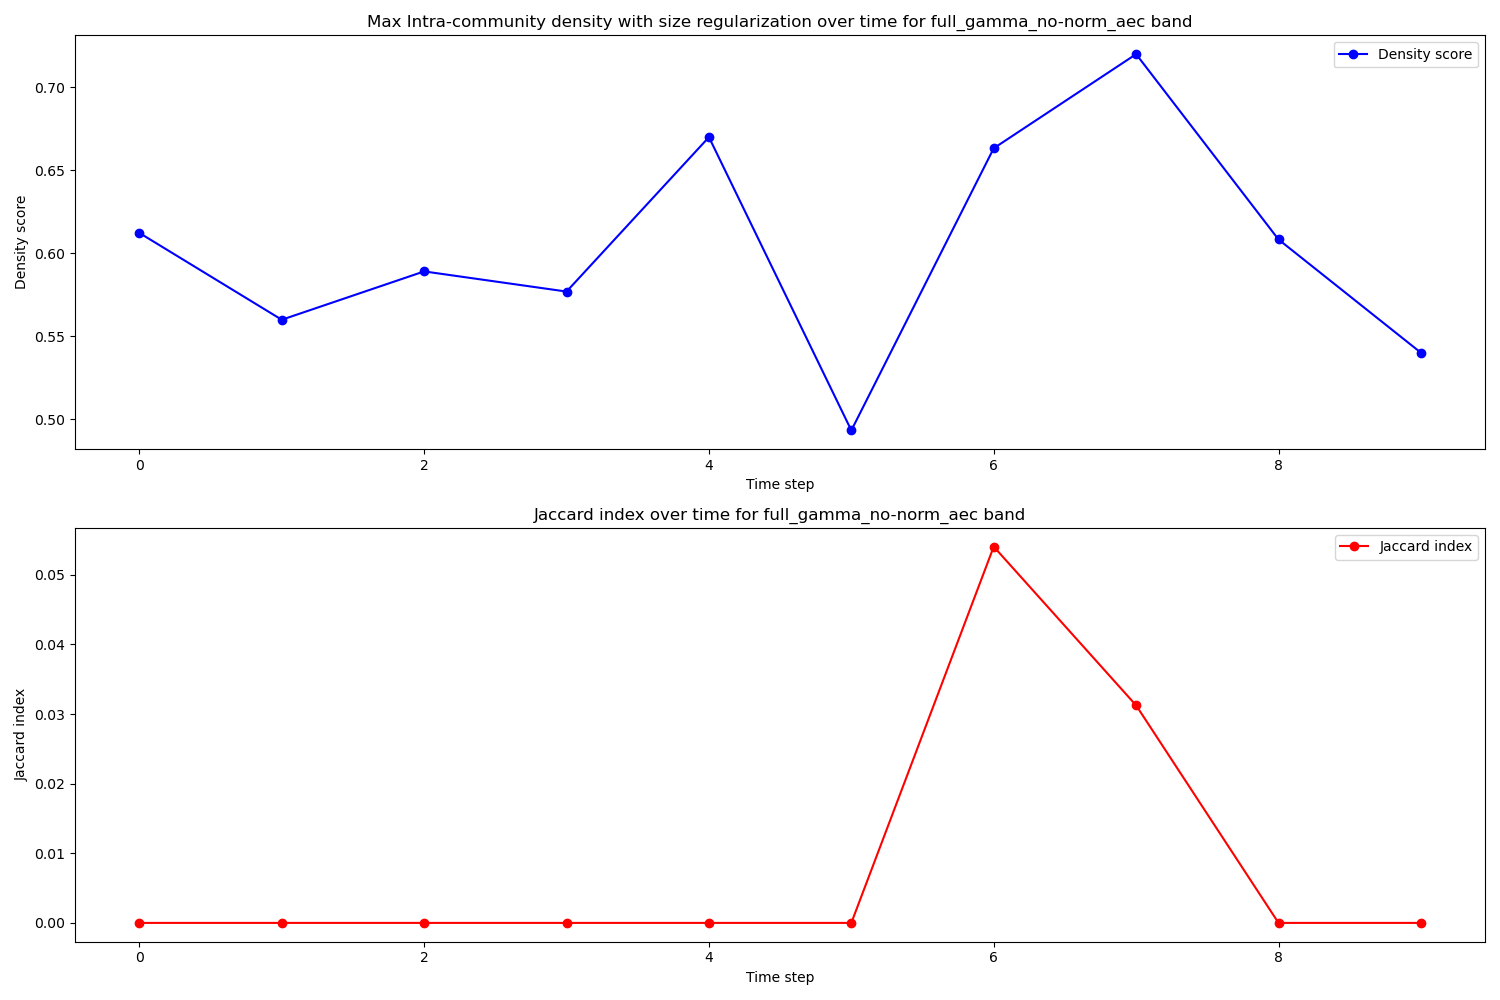 Max Intra-community density with size regularization over time for full_gamma_no-norm_aec band
Density score
0.70
0.65
0.60
0.55
0.50
Density score
0 2 4 6 8
Time step
Jaccard index over time for full_gamma_no-norm_aec band
Jaccard index
0.05
0.04
0.03
0.02
0.01
0.00
Jaccard index
0 2 4 6 8
Time step